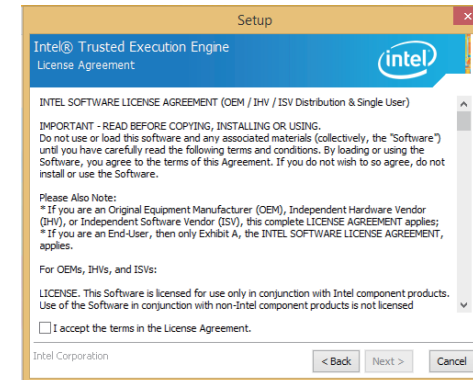 Setup
Intel® Trusted Execution Engine
License Agreement
intel
INTEL SOFTWARE LICENSE AGREEMENT (OEM / IHV / ISV Distribution & Single User)
IMPORTANT - READ BEFORE COPYING, INSTALLING OR USING.
Do not use or load this software and any associated materials (collectively, the "Software")
until you have carefully read the following terms and conditions. By loading or using the
Software, you agree to the terms of this Agreement. If you do not wish to so agree, do not
install or use the Software.
Please Also Note:
* If you are an Original Equipment Manufacturer (OEM), Independent Hardware Vendor
(IHV), or Independent Software Vendor (ISV), this complete LICENSE AGREEMENT applies;
* If you are an End-User, then only Exhibit A, the INTEL SOFTWARE LICENSE AGREEMENT,
applies.
For OEMs, IHVs, and ISVs:
LICENSE. This Software is licensed for use only in conjunction with Intel component products.
Use of the Software in conjunction with non-Intel component products is not licensed
I accept the terms in the License Agreement.
Intel Corporation
< Back
Next >
Cancel